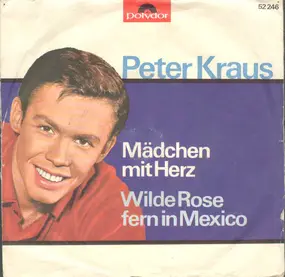 Polydor
52 246
Peter Kraus
Mädchen
mit Herz
Wilde Rose
fern in Mexico